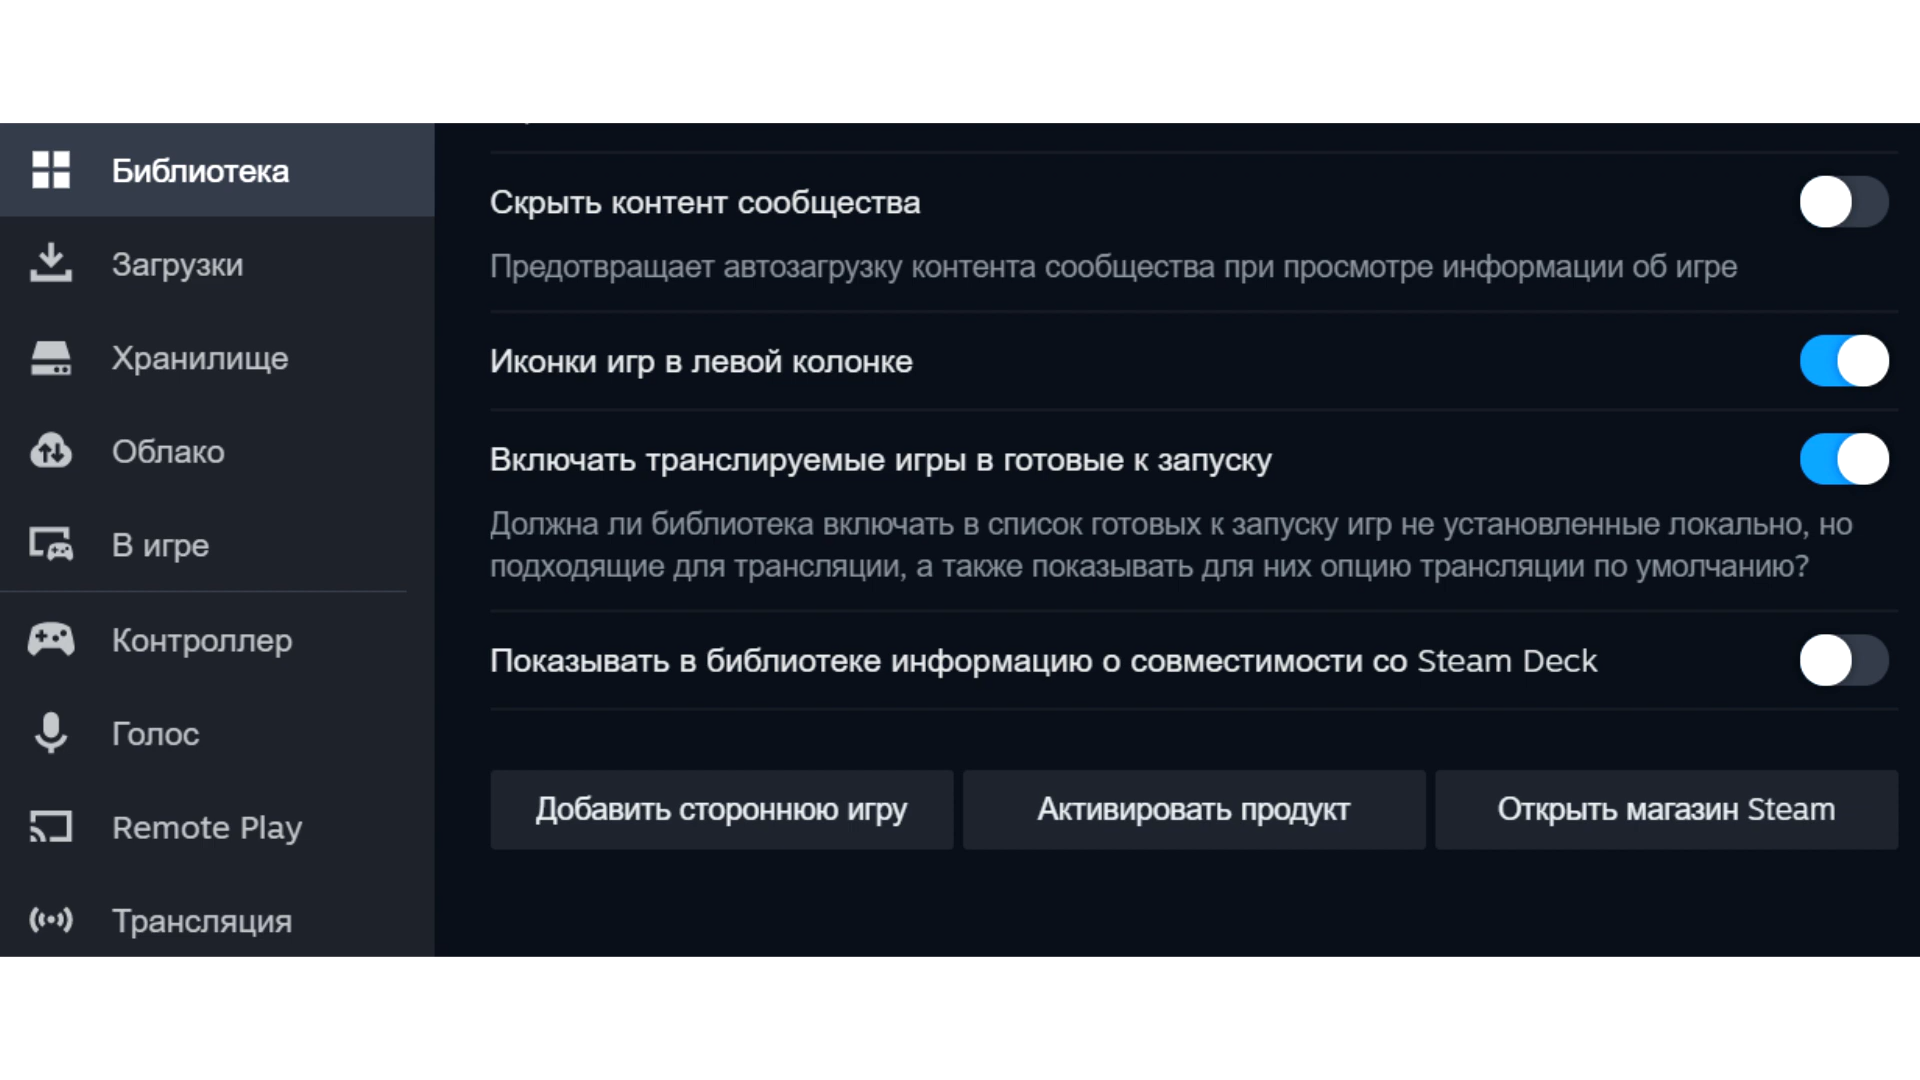 Библиотека
Загрузки
Хранилище
Облако
В игре
Контроллер
Голос
Remote Play
Трансляция
Скрыть контент сообщества
Предотвращает автозагрузку контента сообщества при просмотре информации об игре
Иконки игр в левой колонке
Включать транслируемые игры в готовые к запуску
Должна ли библиотека включать в список готовых к запуску игр не установленные локально, но
подходящие для трансляции, а также показывать для них опцию трансляции по умолчанию?
Показывать в библиотеке информацию о совместимости со Steam Deck
Добавить стороннюю игру
Активировать продукт
Открыть магазин Steam